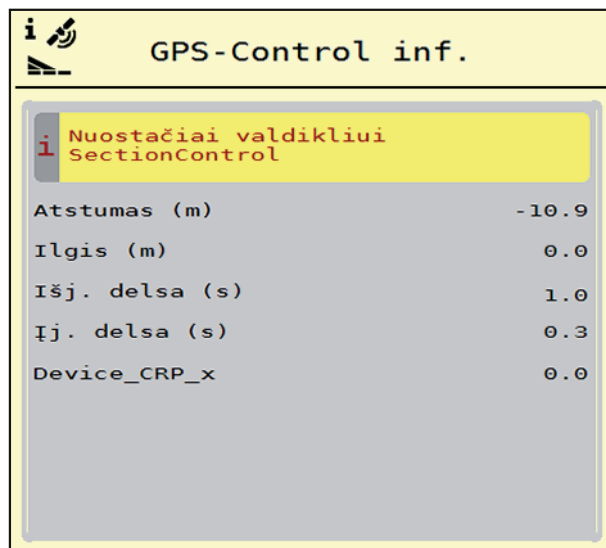 i
GPS-Control inf.
i
Nuostačiai valdikliui
SectionControl
Atstumas (m) -10.9
Ilgis (m) 0.0
Išj. delsa (s) 1.0
Įj. delsa (s) 0.3
Device_CRP_x 0.0